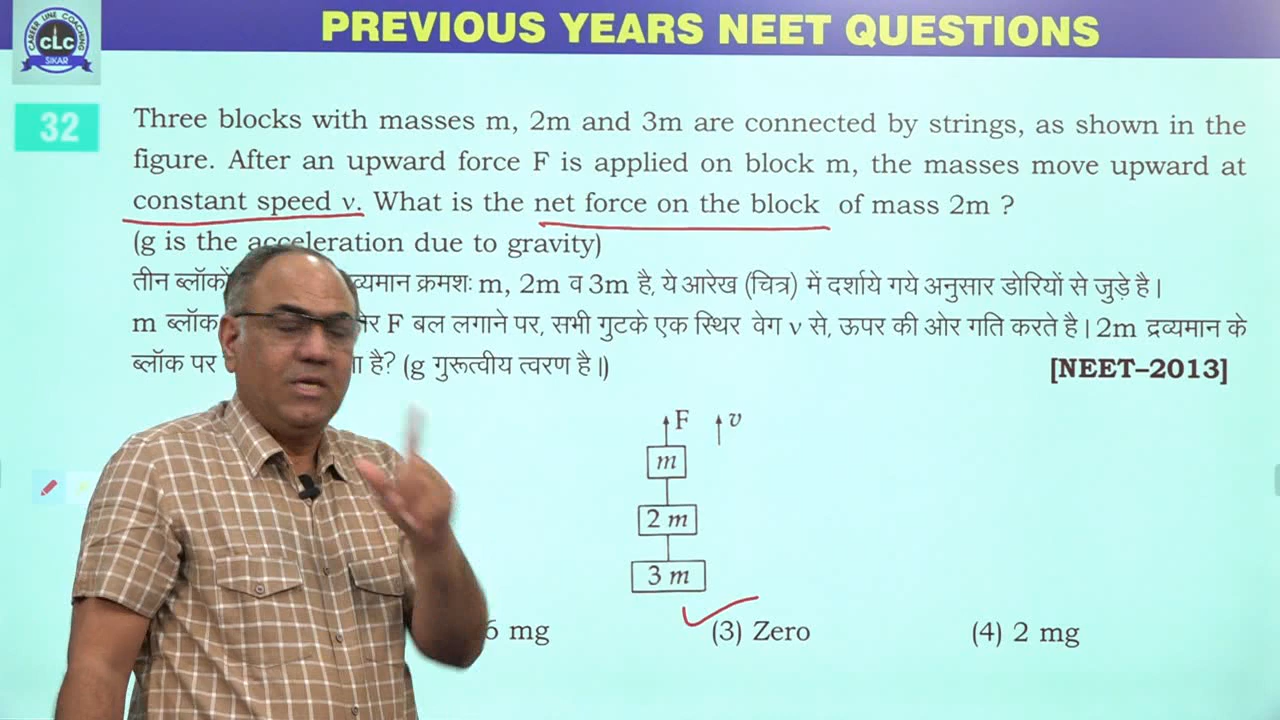 PREVIOUS YEARS NEET QUESTIONS
CAREER LINE COACHING
CLC
SIKAR
32
Three blocks with masses m, 2m and 3m are connected by strings, as shown in the
figure. After an upward force F is applied on block m, the masses move upward at
constant speed v. What is the net force on the block of mass 2m ?
(g is the acceleration due to gravity)
तीन ब्लॉकों व्यमान क्रमशः m, 2m व 3m है, ये आरेख (चित्र) में दर्शाये गये अनुसार डोरियों से जुड़े है।
m ब्लॉक F बल लगाने पर, सभी गुटके एक स्थिर वेग v से, ऊपर की ओर गति करते है। 2m द्रव्यमान के
ब्लॉक पर है? (g गुरूत्वीय त्वरण है।)
[NEET–2013]
F v
m
2 m
3 m
6 mg (3) Zero (4) 2 mg